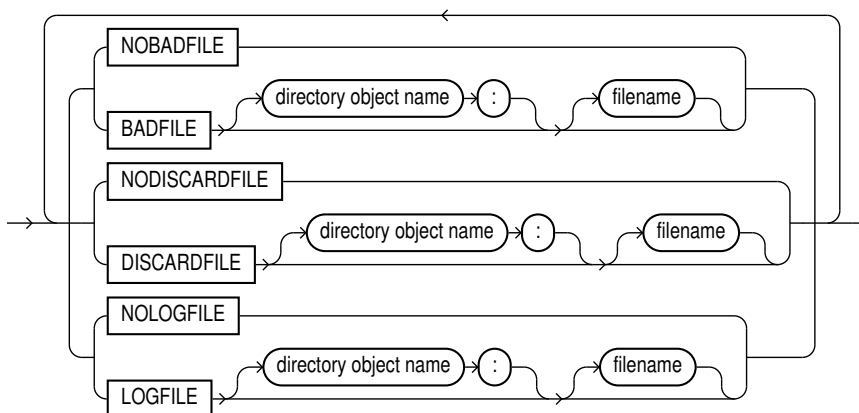 NOBADFILE
directory object name : filename
BADFILE
NODISCARDFILE
directory object name : filename
DISCARDFILE
NOLOGFILE
directory object name : filename
LOGFILE